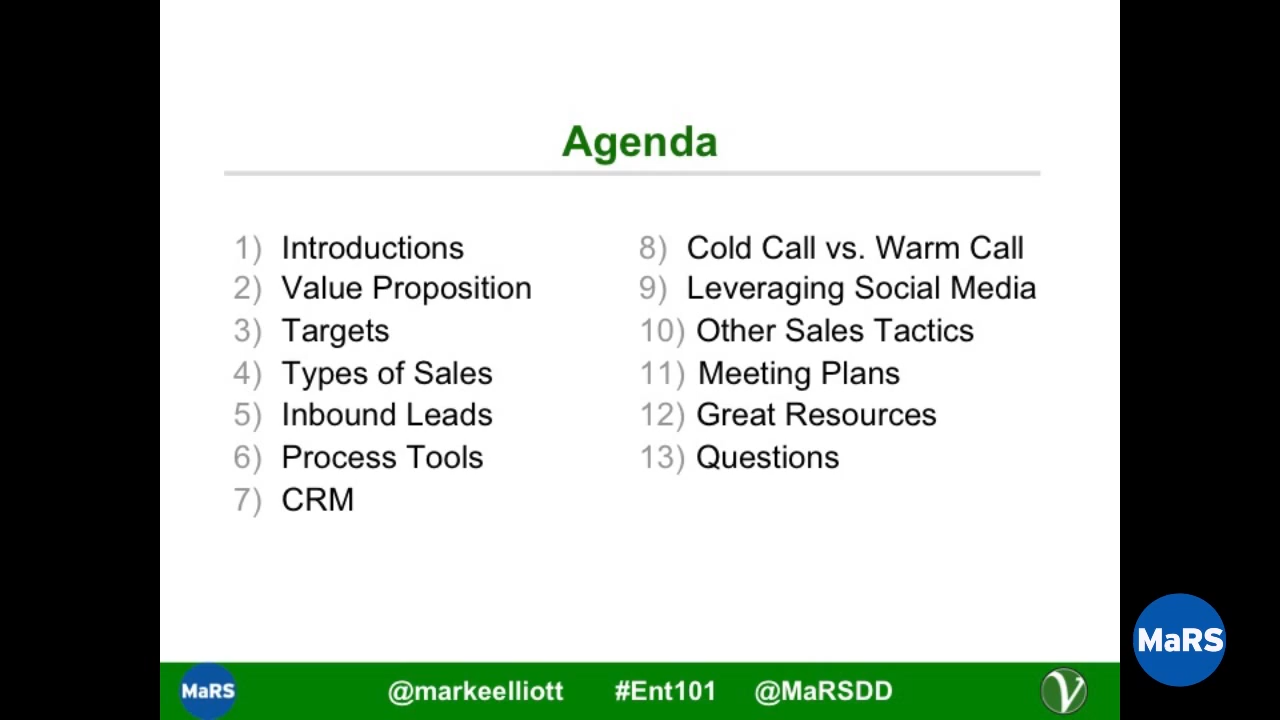 Agenda
1) Introductions
2) Value Proposition
3) Targets
4) Types of Sales
5) Inbound Leads
6) Process Tools
7) CRM
8) Cold Call vs. Warm Call
9) Leveraging Social Media
10) Other Sales Tactics
11) Meeting Plans
12) Great Resources
13) Questions
MaRS
MaRS @markeelliott #Ent101 @MaRSDD V